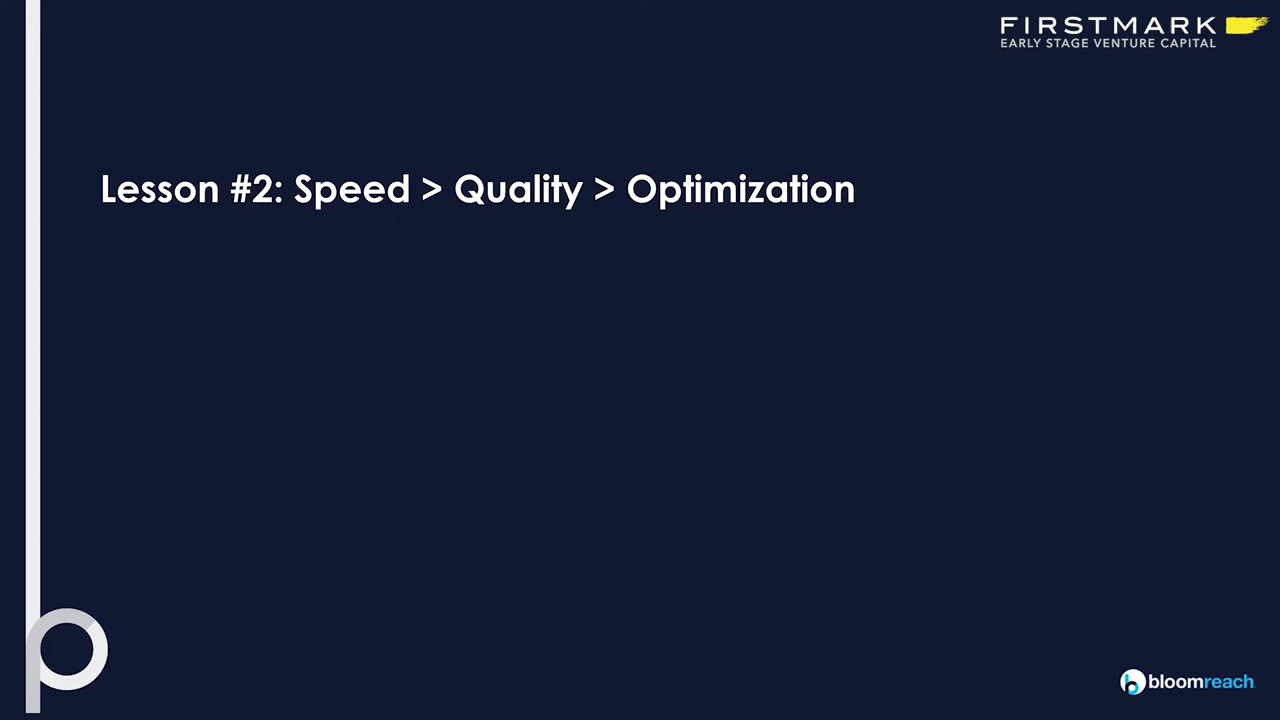 FIRSTMARK
EARLY STAGE VENTURE CAPITAL
Lesson #2: Speed > Quality > Optimization
bloomreach